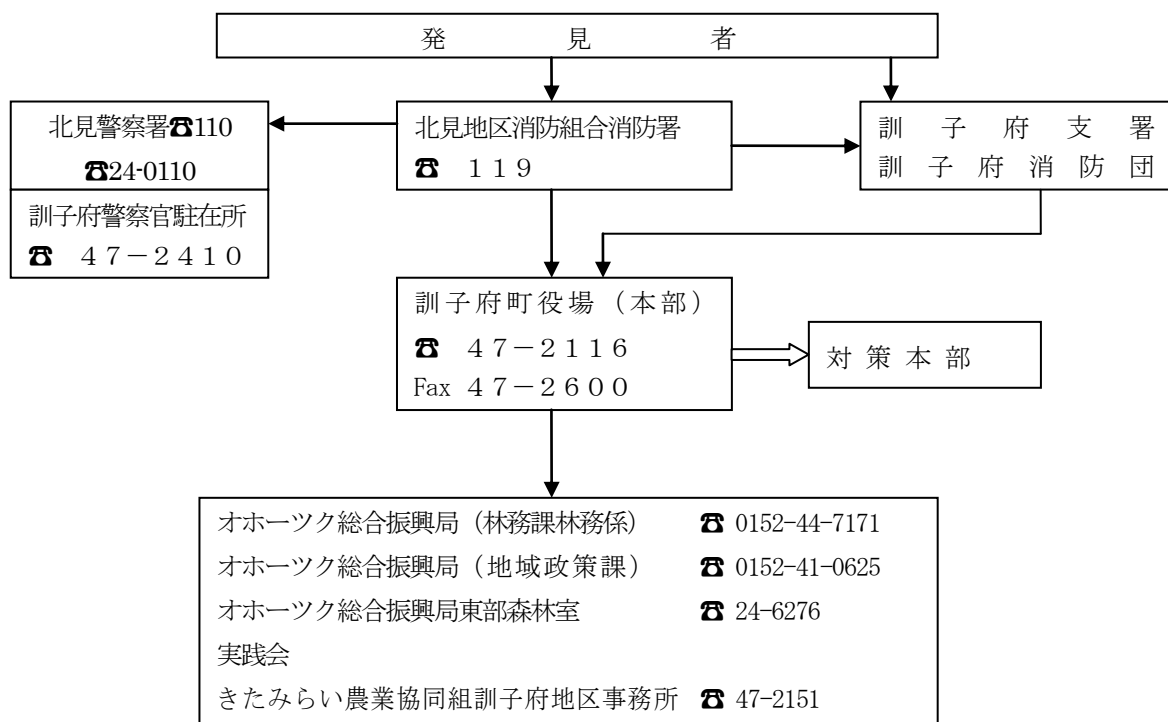 発見者
北見警察署☎110
☎24-0110
訓子府警察官駐在所
☎ 47-2410
北見地区消防組合消防署
☎ 119
訓子府支署
訓子府消防団
訓子府町役場（本部）
☎ 47-2116
Fax 47-2600
対策本部
オホーツク総合振興局（林務課林務係） ☎ 0152-44-7171
オホーツク総合振興局（地域政策課） ☎ 0152-41-0625
オホーツク総合振興局東部森林室 ☎ 24-6276
実践会
きたみらい農業協同組訓子府地区事務所 ☎ 47-2151